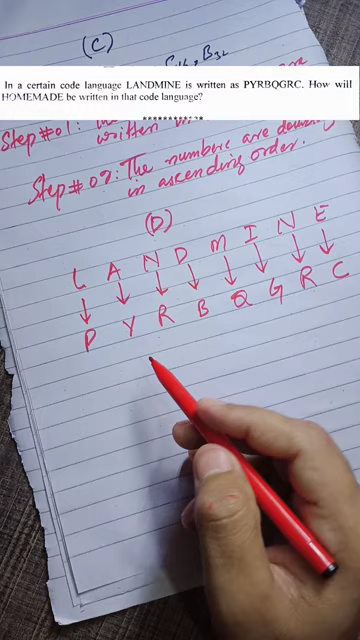 (C)
In a certain code language LANDMINE is written as PYRBQGRC. How will
HOMEMADE be written in that code language?
************
Step #01:
written in
Step #02: The numbers are
in ascending order.
(D)
L A N D M I N E
↓ ↓ ↓ ↓ ↓ ↓ ↓ ↓
P Y R B Q G R C